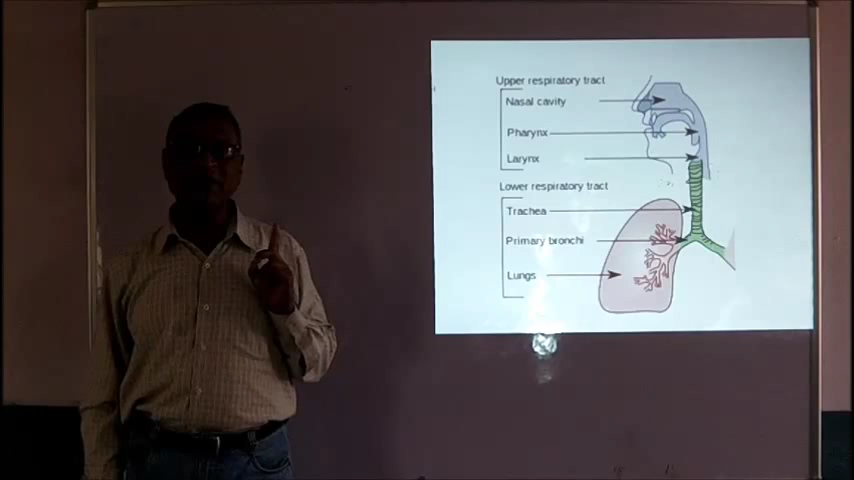 Upper respiratory tract
Nasal cavity
Pharynx
Larynx
Lower respiratory tract
Trachea
Primary bronchi
Lungs